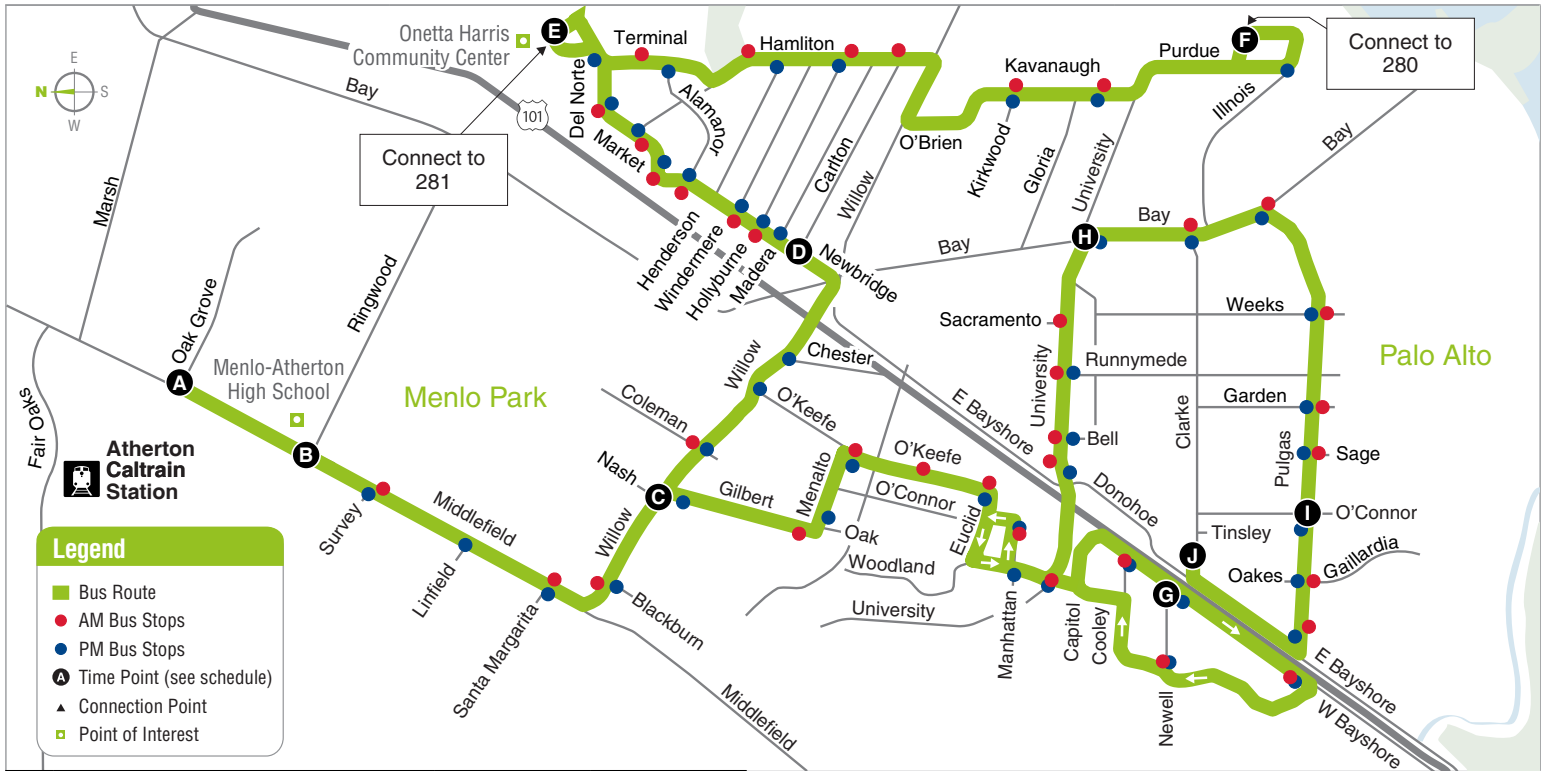 Onetta Harris
Community Center
E
Terminal
Hamliton
Purdue
F
Connect to
280
E
N
S
W
Bay
101
Del Norte
Alamanor
Kavanaugh
Illnois
Bay
Connect to
281
Market
Carlton
Willow
O'Brien
Kirkwood
Gloria
University
Marsh
Henderson
Windermere
Hollyburne
Madera
D
Newbridge
Bay
H
Bay
Oak Grove
Ringwood
Weeks
Sacramento
Palo Alto
A
Menlo-Atherton
High School
Menlo Park
Willow
Chester
Runnymede
E Bayshore
University
Clarke
Garden
Coleman
O'Keefe
Fair Oaks
Atherton
Caltrain
Station
B
Nash
C
Gilbert
Menalto
O'Keefe
O'Connor
Bell
Pulgas
Sage
Survey
Middlefield
Willow
Oak
Euclid
Donohoe
I
O'Connor
Tinsley
J
Legend
Bus Route
AM Bus Stops
PM Bus Stops
A Time Point (see schedule)
Connection Point
Point of Interest
Linfield
Santa Margarita
Blackburn
Woodland
University
Manhattan
Capitol
Cooley
G
Newell
Oakes
Gaillardia
E Bayshore
W Bayshore
Middlefield